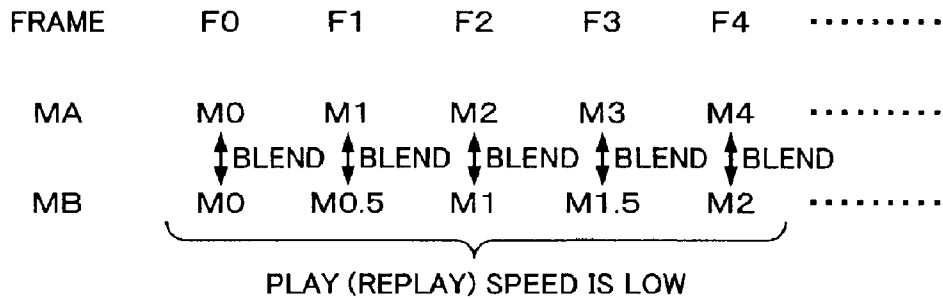 FRAME F0 F1 F2 F3 F4 ·········
MA M0 M1 M2 M3 M4 ·········
BLEND BLEND BLEND BLEND BLEND
MB M0 M0.5 M1 M1.5 M2 ·········
PLAY (REPLAY) SPEED IS LOW